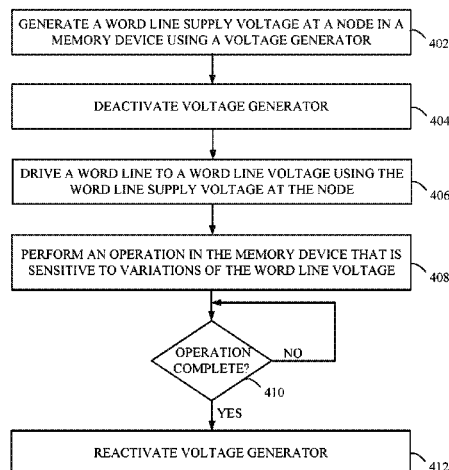 GENERATE A WORD LINE SUPPLY VOLTAGE AT A NODE IN A
MEMORY DEVICE USING A VOLTAGE GENERATOR
402
DEACTIVATE VOLTAGE GENERATOR
404
DRIVE A WORD LINE TO A WORD LINE VOLTAGE USING THE
WORD LINE SUPPLY VOLTAGE AT THE NODE
406
PERFORM AN OPERATION IN THE MEMORY DEVICE THAT IS
SENSITIVE TO VARIATIONS OF THE WORD LINE VOLTAGE
408
OPERATION
COMPLETE?
NO
410
YES
REACTIVATE VOLTAGE GENERATOR
412